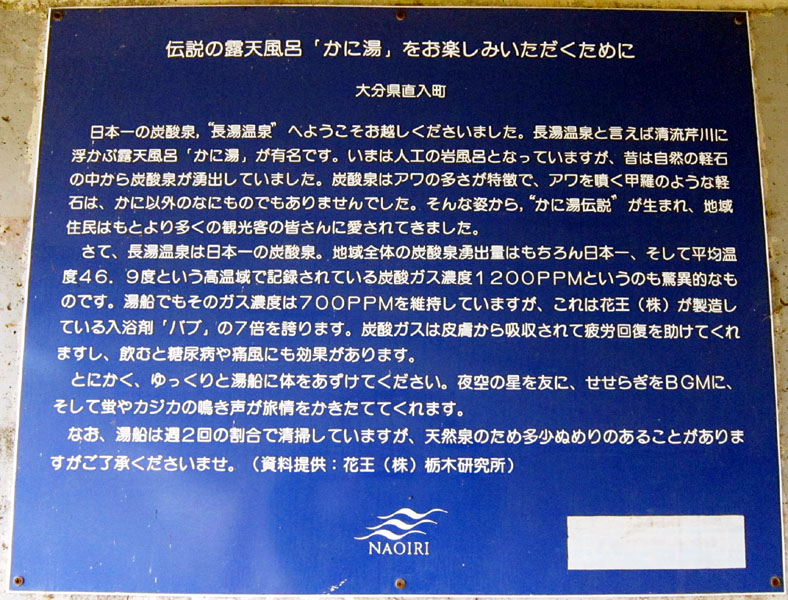 伝説の露天風呂「かに湯」をお楽しみいただくために
大分県直入町
日本一の炭酸泉,“長湯温泉”へようこそお越しくださいました。長湯温泉と言えば清流芹川に
浮かぶ露天風呂「かに湯」が有名です。いまは人工の岩風呂となっていますが、昔は自然の軽石
の中から炭酸泉が湧出していました。炭酸泉はアワの多さが特徴で、アワを噴く甲羅のような軽
石は、かに以外のなにものでもありませんでした。そんな姿から,“かに湯伝説”が生まれ、地域
住民はもとより多くの観光客の皆さんに愛されてきました。
さて、長湯温泉は日本一の炭酸泉。地域全体の炭酸泉湧出量はもちろん日本一、そして平均温
度46.9度という高温域で記録されている炭酸ガス濃度1200PPMというのも驚異的なも
のです。湯船でもそのガス濃度は700PPMを維持していますが、これは花王(株)が製造し
ている入浴剤「バブ」の7倍を誇ります。炭酸ガスは皮膚から吸収されて疲労回復を助けてくれ
ますし、飲むと糖尿病や痛風にも効果があります。
とにかく、ゆっくりと湯船に体をあずけてください。夜空の星を友に、せせらぎをBGMに、
そして蛍やカジカの鳴き声が旅情をかきたててくれます。
なお、湯船は週2回の割合で清掃していますが、天然泉のため多少ぬめりのあることがありま
すがご了承くださいませ。(資料提供:花王(株)栃木研究所)
NAOIRI